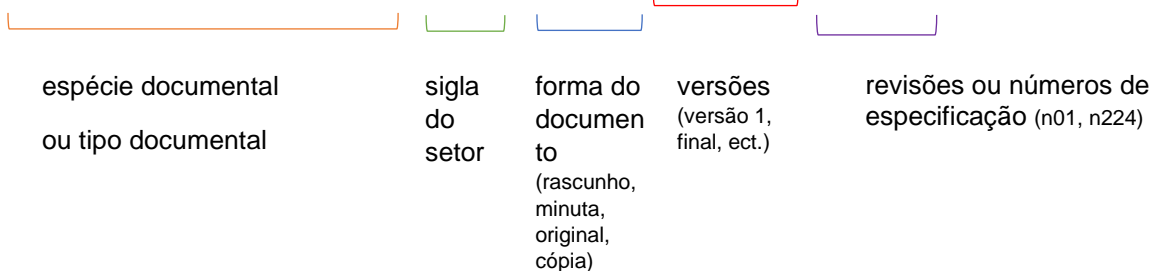 espécie documental
ou tipo documental
sigla
do
setor
forma do
documen
to
(rascunho,
minuta,
original,
cópia)
versões
(versão 1,
final, ect.)
revisões ou números de
especificação (n01, n224)